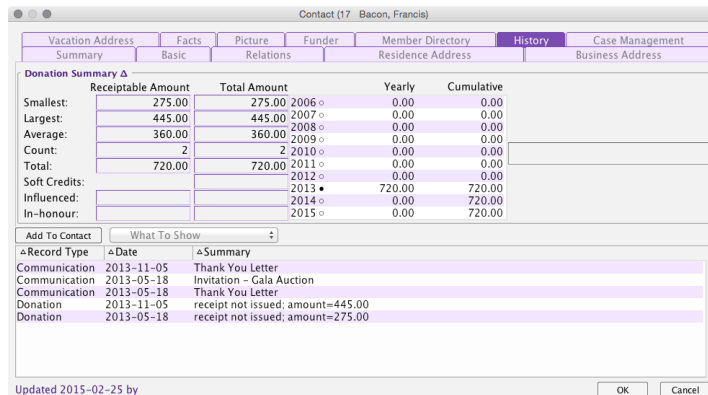 Contact (17 Bacon, Francis)
Vacation Address Facts Picture Funder Member Directory History Case Management
Summary Basic Relations Residence Address Business Address
Donation Summary Δ
Receiptable Amount Total Amount Yearly Cumulative
Smallest: 275.00 275.00 2006 ○ 0.00 0.00
Largest: 445.00 445.00 2007 ○ 0.00 0.00
2008 ○ 0.00 0.00
Average: 360.00 360.00 2009 ○ 0.00 0.00
Count: 2 2 2010 ○ 0.00 0.00
Total: 720.00 720.00 2011 ○ 0.00 0.00
Soft Credits: 2012 ○ 0.00 0.00
2013 ● 720.00 720.00
Influenced: 2014 ○ 0.00 720.00
In-honour: 2015 ○ 0.00 720.00
Add To Contact What To Show
△Record Type △Date △Summary
Communication 2013-11-05 Thank You Letter
Communication 2013-05-18 Invitation - Gala Auction
Communication 2013-05-18 Thank You Letter
Donation 2013-11-05 receipt not issued; amount=445.00
Donation 2013-05-18 receipt not issued; amount=275.00
Updated 2015-02-25 by OK Cancel